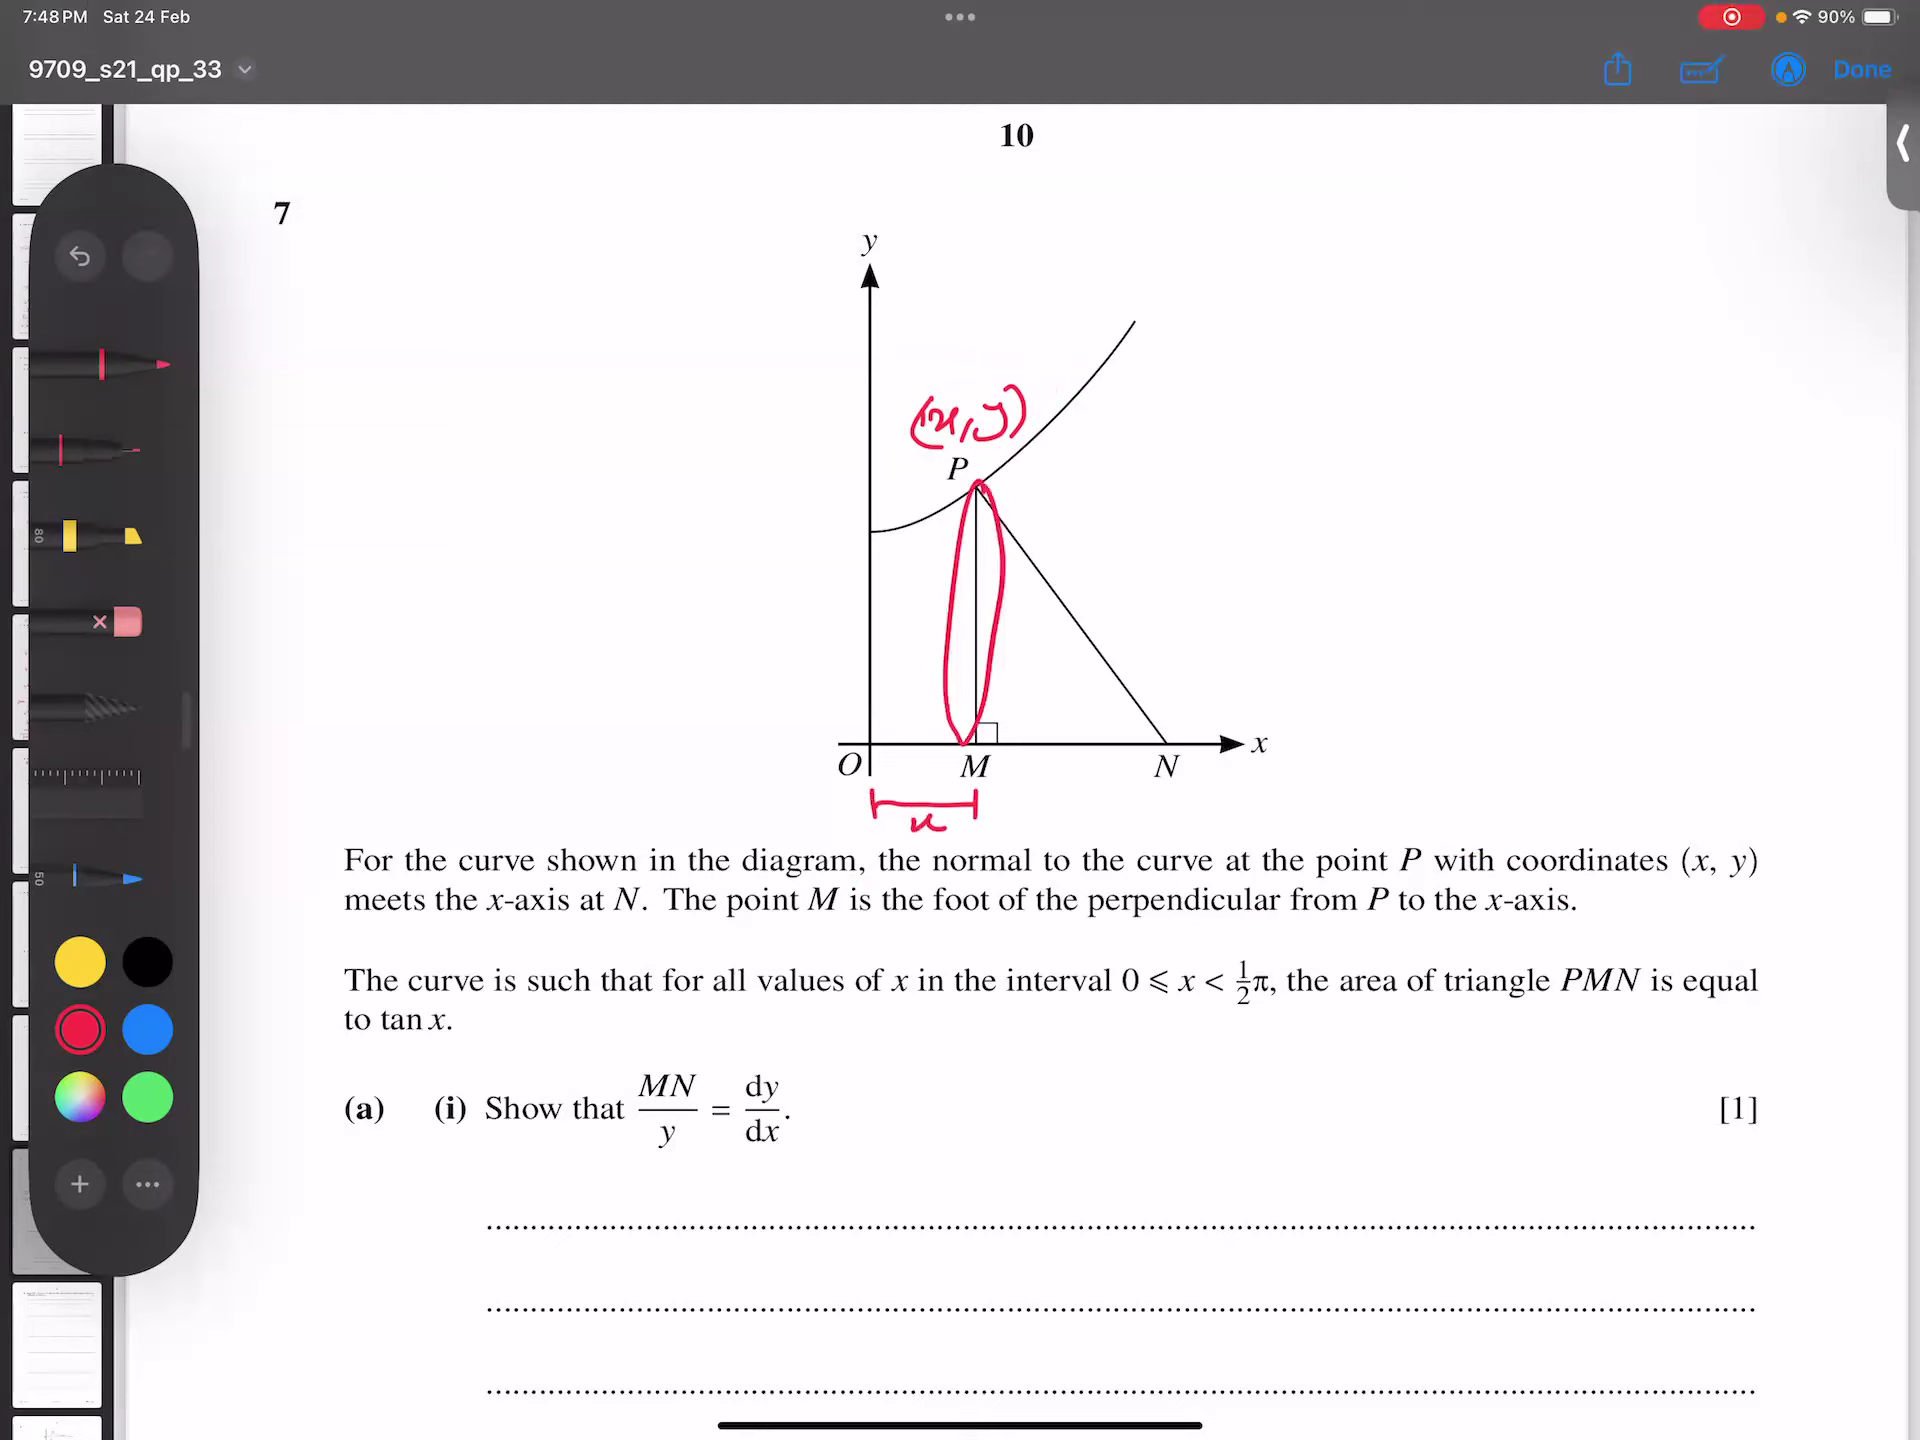 7:48 PM Sat 24 Feb
90%
9709_s21_qp_33
Done
10
7
y
(x,y)
P
O
M
N
x
x
For the curve shown in the diagram, the normal to the curve at the point P with coordinates (x, y)
meets the x-axis at N. The point M is the foot of the perpendicular from P to the x-axis.
The curve is such that for all values of x in the interval 0 ⩽ x < ½π, the area of triangle PMN is equal
to tan x.
(a) (i) Show that MN/y = dy/dx. [1]
80
50